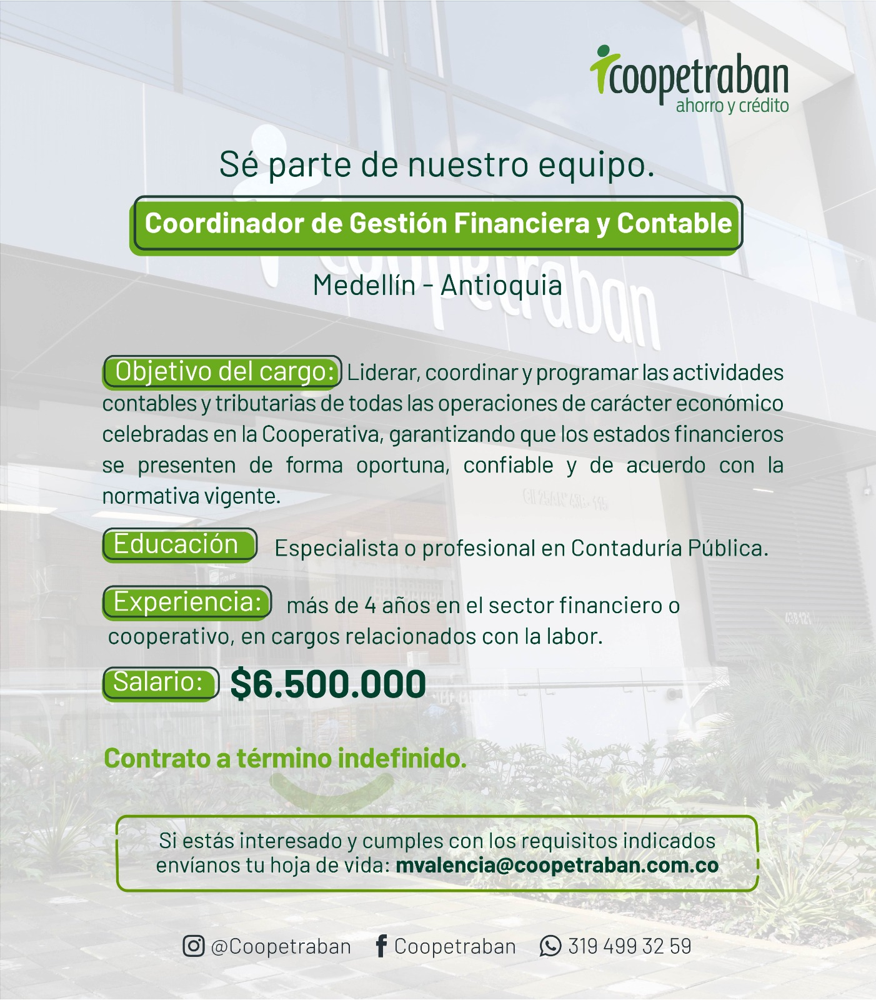 coopetraban
ahorro y crédito
Sé parte de nuestro equipo.
Coordinador de Gestión Financiera y Contable
Medellín - Antioquia
coopetraban
Objetivo del cargo: Liderar, coordinar y programar las actividades
contables y tributarias de todas las operaciones de carácter económico
celebradas en la Cooperativa, garantizando que los estados financieros
se presenten de forma oportuna, confiable y de acuerdo con la
normativa vigente.
Educación Especialista o profesional en Contaduría Pública.
Experiencia: más de 4 años en el sector financiero o
cooperativo, en cargos relacionados con la labor.
Salario: $6.500.000
Contrato a término indefinido.
Si estás interesado y cumples con los requisitos indicados
envíanos tu hoja de vida: mvalencia@coopetraban.com.co
@Coopetraban Coopetraban 319 499 32 59